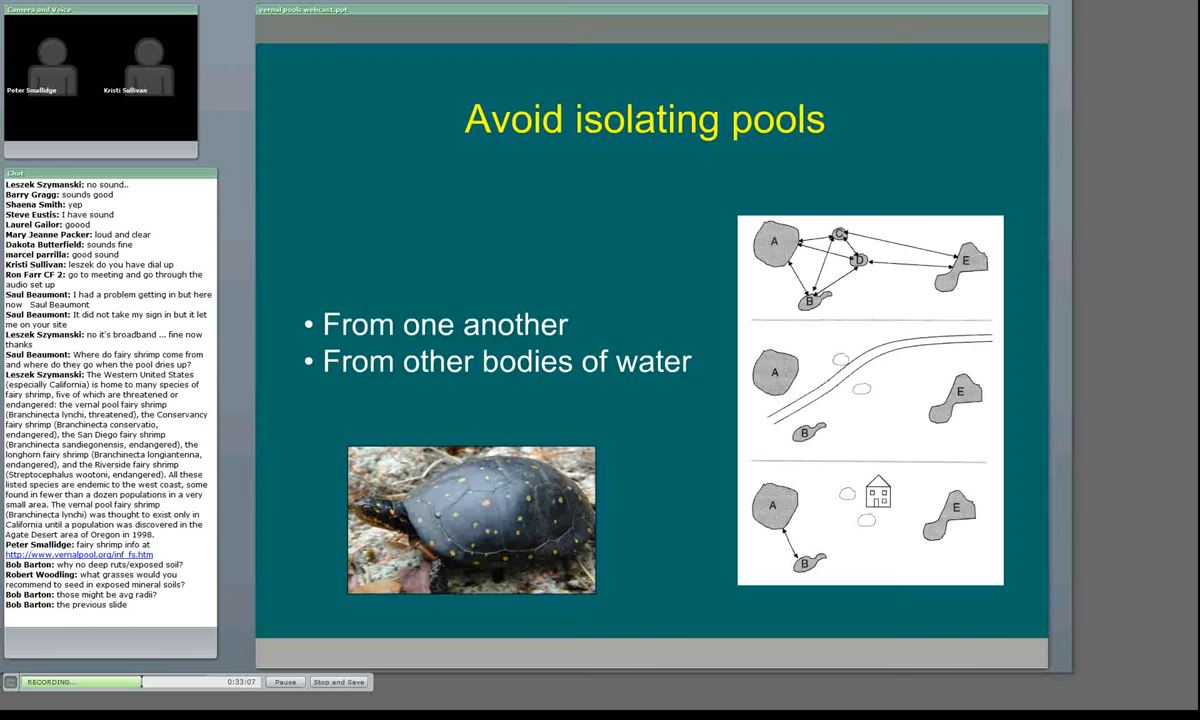 Camera and Voice
Peter Smallidge
Kristi Sullivan
Chat
Leszek Szymanski: no sound..
Barry Gragg: sounds good
Shaena Smith: yep
Steve Eustis: I have sound
Laurel Gailor: goood
Mary Jeanne Packer: loud and clear
Dakota Butterfield: sounds fine
marcel parrilla: good sound
Kristi Sullivan: leszek do you have dial up
Ron Farr CF 2: go to meeting and go through the
audio set up
Saul Beaumont: I had a problem getting in but here
now Saul Beaumont
Saul Beaumont: It did not take my sign in but it let
me on your site
Leszek Szymanski: no it's broadband ... fine now
thanks
Saul Beaumont: Where do fairy shrimp come from
and where do they go when the pool dries up?
Leszek Szymanski: The Western United States
(especially California) is home to many species of
fairy shrimp, five of which are threatened or
endangered: the vernal pool fairy shrimp
(Branchinecta lynchi, threatened), the Conservancy
fairy shrimp (Branchinecta conservatio,
endangered), the San Diego fairy shrimp
(Branchinecta sandiegonensis, endangered), the
longhorn fairy shrimp (Branchinecta longiantenna,
endangered), and the Riverside fairy shrimp
(Streptocephalus wootoni, endangered). All these
listed species are endemic to the west coast, some
found in fewer than a dozen populations in a very
small area. The vernal pool fairy shrimp
(Branchinecta lynchi) was thought to exist only in
California until a population was discovered in the
Agate Desert area of Oregon in 1998.
Peter Smallidge: fairy shrimp info at
http://www.vernalpool.org/inf_fs.htm
Bob Barton: why no deep ruts/exposed soil?
Robert Woodling: what grasses would you
recommend to seed in exposed mineral soils?
Bob Barton: those might be avg radii?
Bob Barton: the previous slide
vernal pools webcast.ppt
Avoid isolating pools
• From one another
• From other bodies of water
A
C
D
E
B
A
E
B
A
E
B
RECORDING...
0:33:07
Pause
Stop and Save